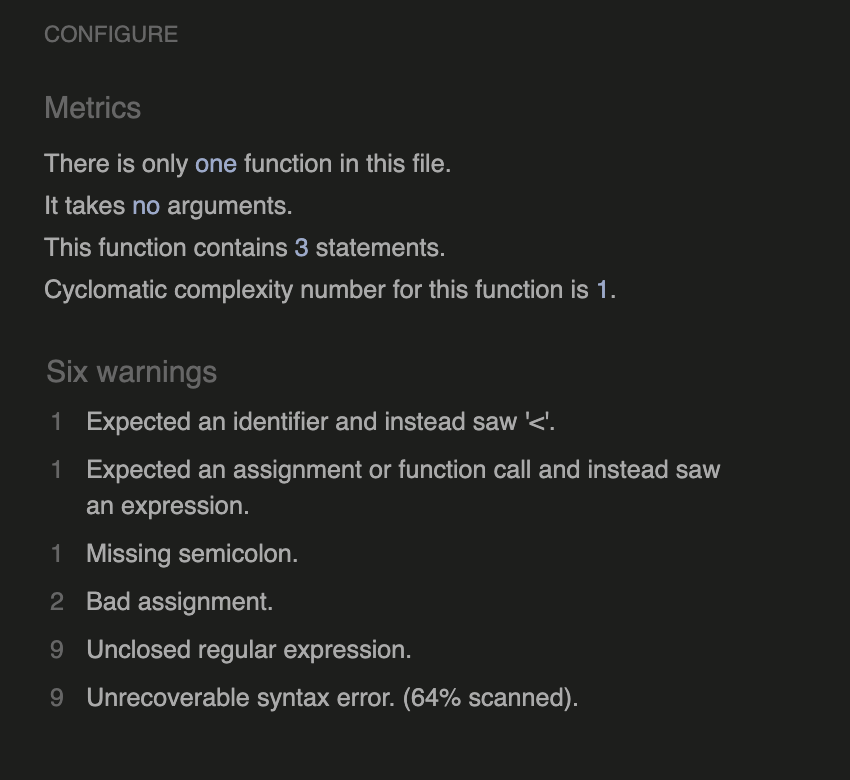 CONFIGURE
Metrics
There is only one function in this file.
It takes no arguments.
This function contains 3 statements.
Cyclomatic complexity number for this function is 1.
Six warnings
1 Expected an identifier and instead saw '<'.
1 Expected an assignment or function call and instead saw
an expression.
1 Missing semicolon.
2 Bad assignment.
9 Unclosed regular expression.
9 Unrecoverable syntax error. (64% scanned).